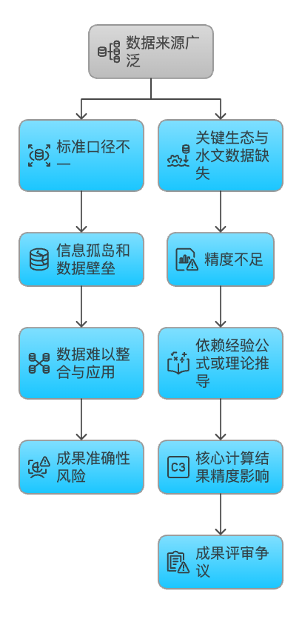 数据来源广
泛
标准口径不
一
关键生态与
水文数据缺
失
信息孤岛和
数据壁垒
精度不足
数据难以整
合与应用
依赖经验公
式或理论推
导
成果准确性
风险
C3
核心计算结
果精度影响
成果评审争
议